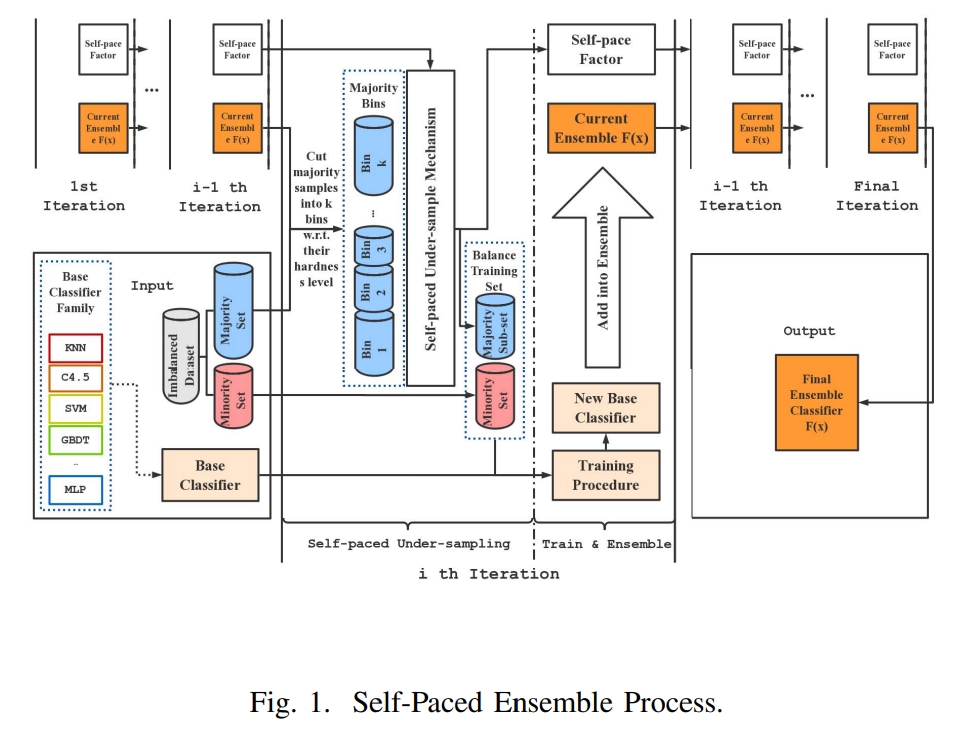 Self-pace
Factor
Current
Ensembl
e F(x)
...
1st
Iteration
Self-pace
Factor
Current
Ensembl
e F(x)
i-1 th
Iteration
Base
Classifier
Family
KNN
C4.5
SVM
GBDT
..
MLP
Input
Imbalanced
Dataset
Majority
Set
Minority
Set
Base
Classifier
Cut
majority
samples
into k
bins
w.r.t.
their
hardnes
s level
Majority
Bins
Bin
k
...
Bin
3
Bin
2
Bin
1
Self-paced Under-sample Mechanism
Balance
Training
Set
Majority
Sub-set
Minority
Set
Self-paced Under-sampling
Self-pace
Factor
Current
Ensemble F(x)
Add into Ensemble
New Base
Classifier
Training
Procedure
Train & Ensemble
i th Iteration
Self-pace
Factor
Current
Ensembl
e F(x)
i-1 th
Iteration
...
Self-pace
Factor
Current
Ensembl
e F(x)
Final
Iteration
Output
Final
Ensemble
Classifier
F(x)
Fig. 1. Self-Paced Ensemble Process.